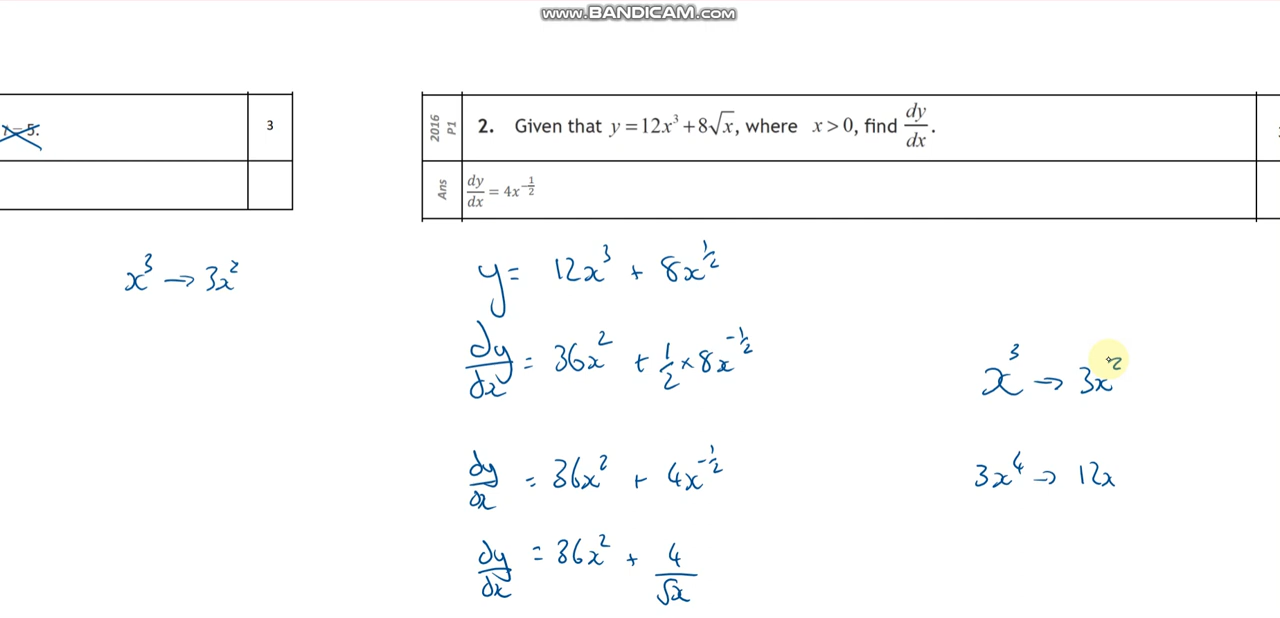 www.BANDICAM.com
7–5.
3
2016 P1
2. Given that y = 12x³ + 8√x, where x > 0, find dy/dx.
Ans
dy/dx = 4x^(-1/2)
x³ → 3x²
y = 12x³ + 8x^(1/2)
dy/dx = 36x² + 1/2 × 8x^(-1/2)
x³ → 3x²
dy/dx = 36x² + 4x^(-1/2)
3x⁴ → 12x
dy/dx = 36x² + 4/√x